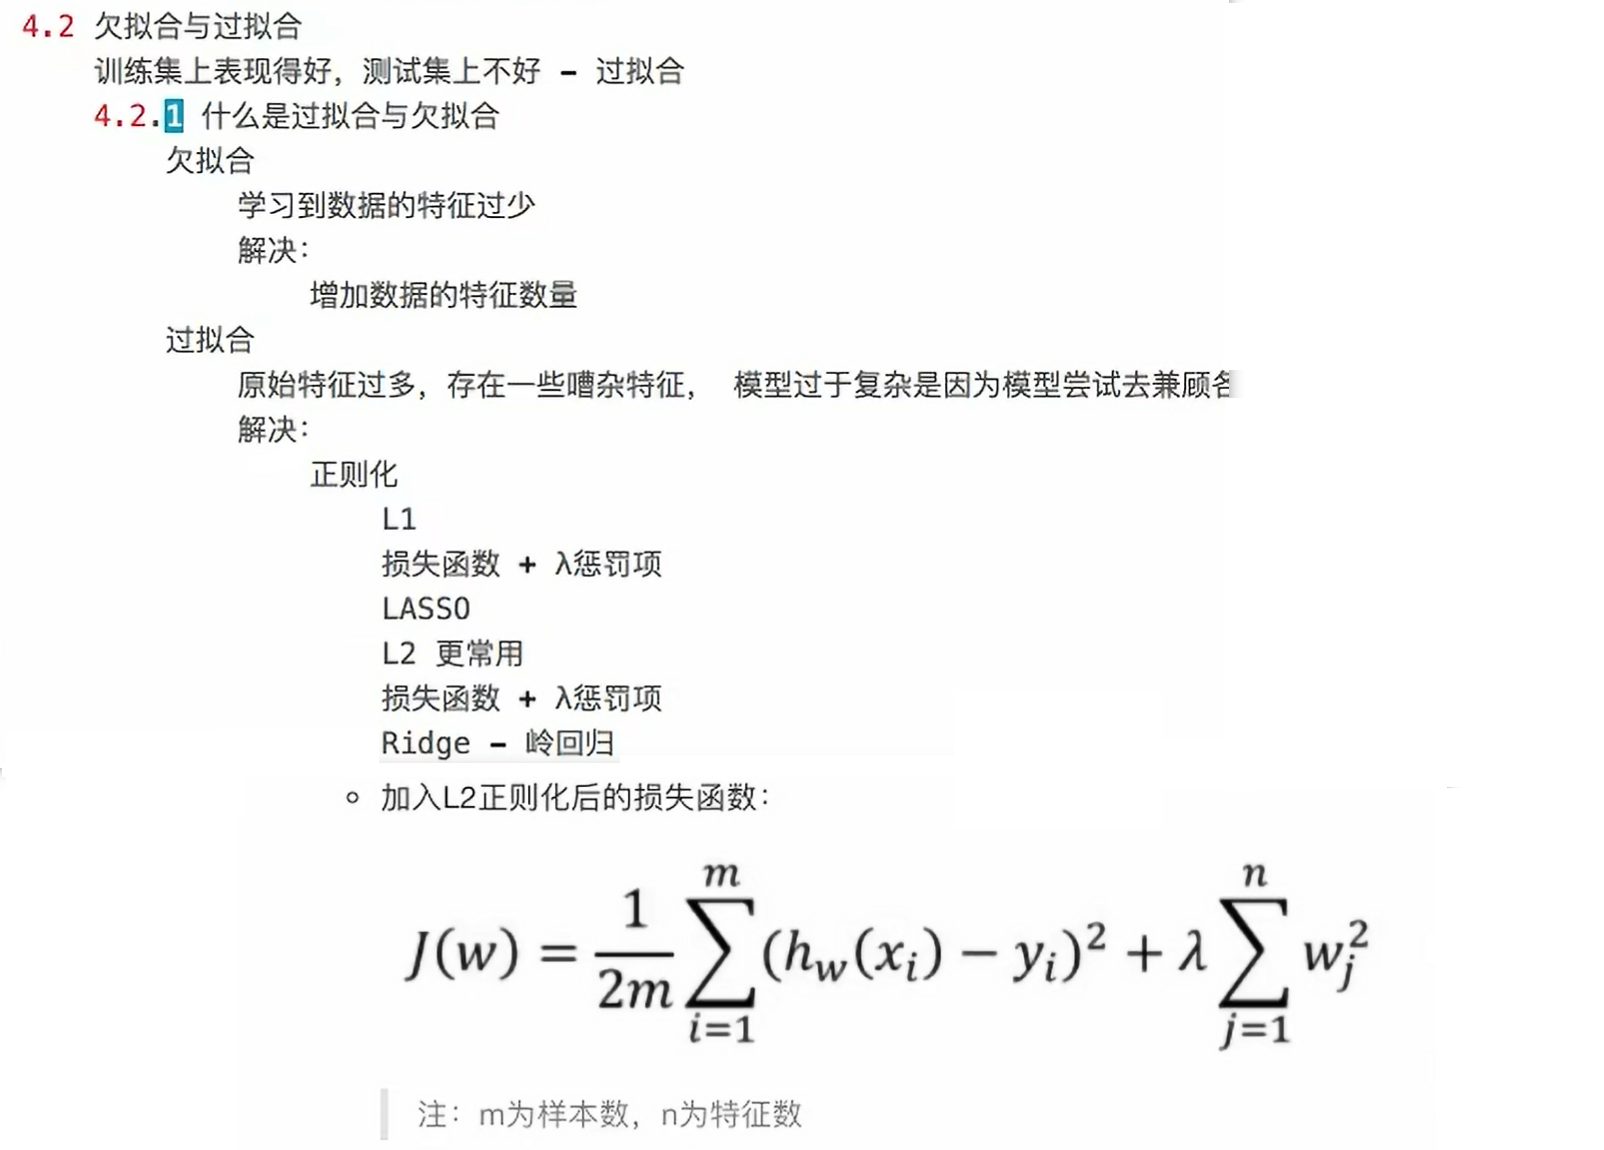 4.2 欠拟合与过拟合
训练集上表现得好，测试集上不好 - 过拟合
4.2.1 什么是过拟合与欠拟合
欠拟合
学习到数据的特征过少
解决：
增加数据的特征数量
过拟合
原始特征过多，存在一些嘈杂特征， 模型过于复杂是因为模型尝试去兼顾各
解决：
正则化
L1
损失函数 + λ惩罚项
LASSO
L2 更常用
损失函数 + λ惩罚项
Ridge - 岭回归
加入L2正则化后的损失函数：
J(w) = \frac{1}{2m} \sum_{i=1}^{m} (h_w(x_i) - y_i)^2 + λ \sum_{j=1}^{n} w_j^2
注：m为样本数，n为特征数